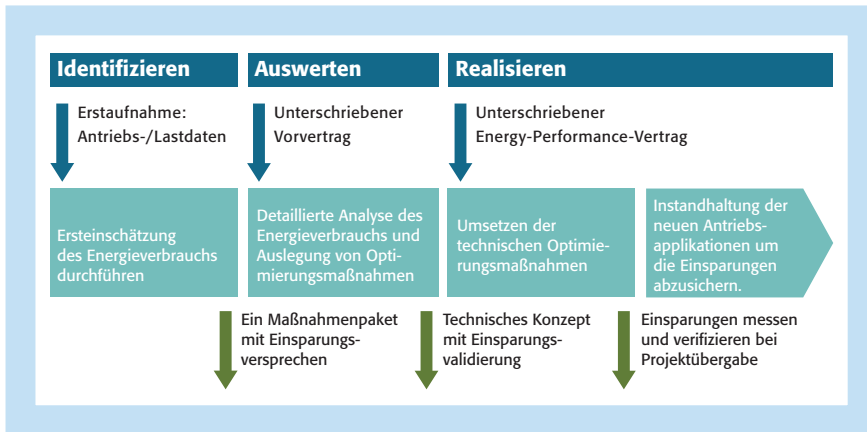 Identifizieren
Auswerten
Realisieren
Erstaufnahme:
Antriebs-/Lastdaten
Unterschriebener
Vorvertrag
Unterschriebener
Energy-Performance-Vertrag
Ersteinschätzung
des Energieverbrauchs
durchführen
Detaillierte Analyse des
Energieverbrauchs und
Auslegung von Opti-
mierungsmaßnahmen
Umsetzen der
technischen Optimie-
rungsmaßnahmen
Instandhaltung der
neuen Antriebs-
applikationen um
die Einsparungen
abzusichern.
Ein Maßnahmenpaket
mit Einsparungs-
versprechen
Technisches Konzept
mit Einsparungs-
validierung
Einsparungen messen
und verifizieren bei
Projektübergabe